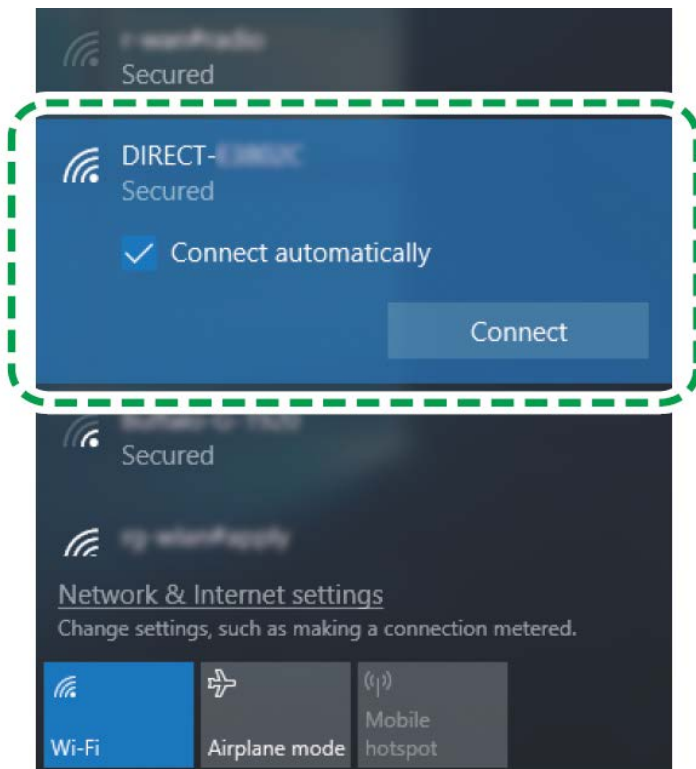 Secured
DIRECT-
Secured
Connect automatically
Connect
Secured
Network & Internet settings
Change settings, such as making a connection metered.
Wi-Fi
Airplane mode
Mobile
hotspot